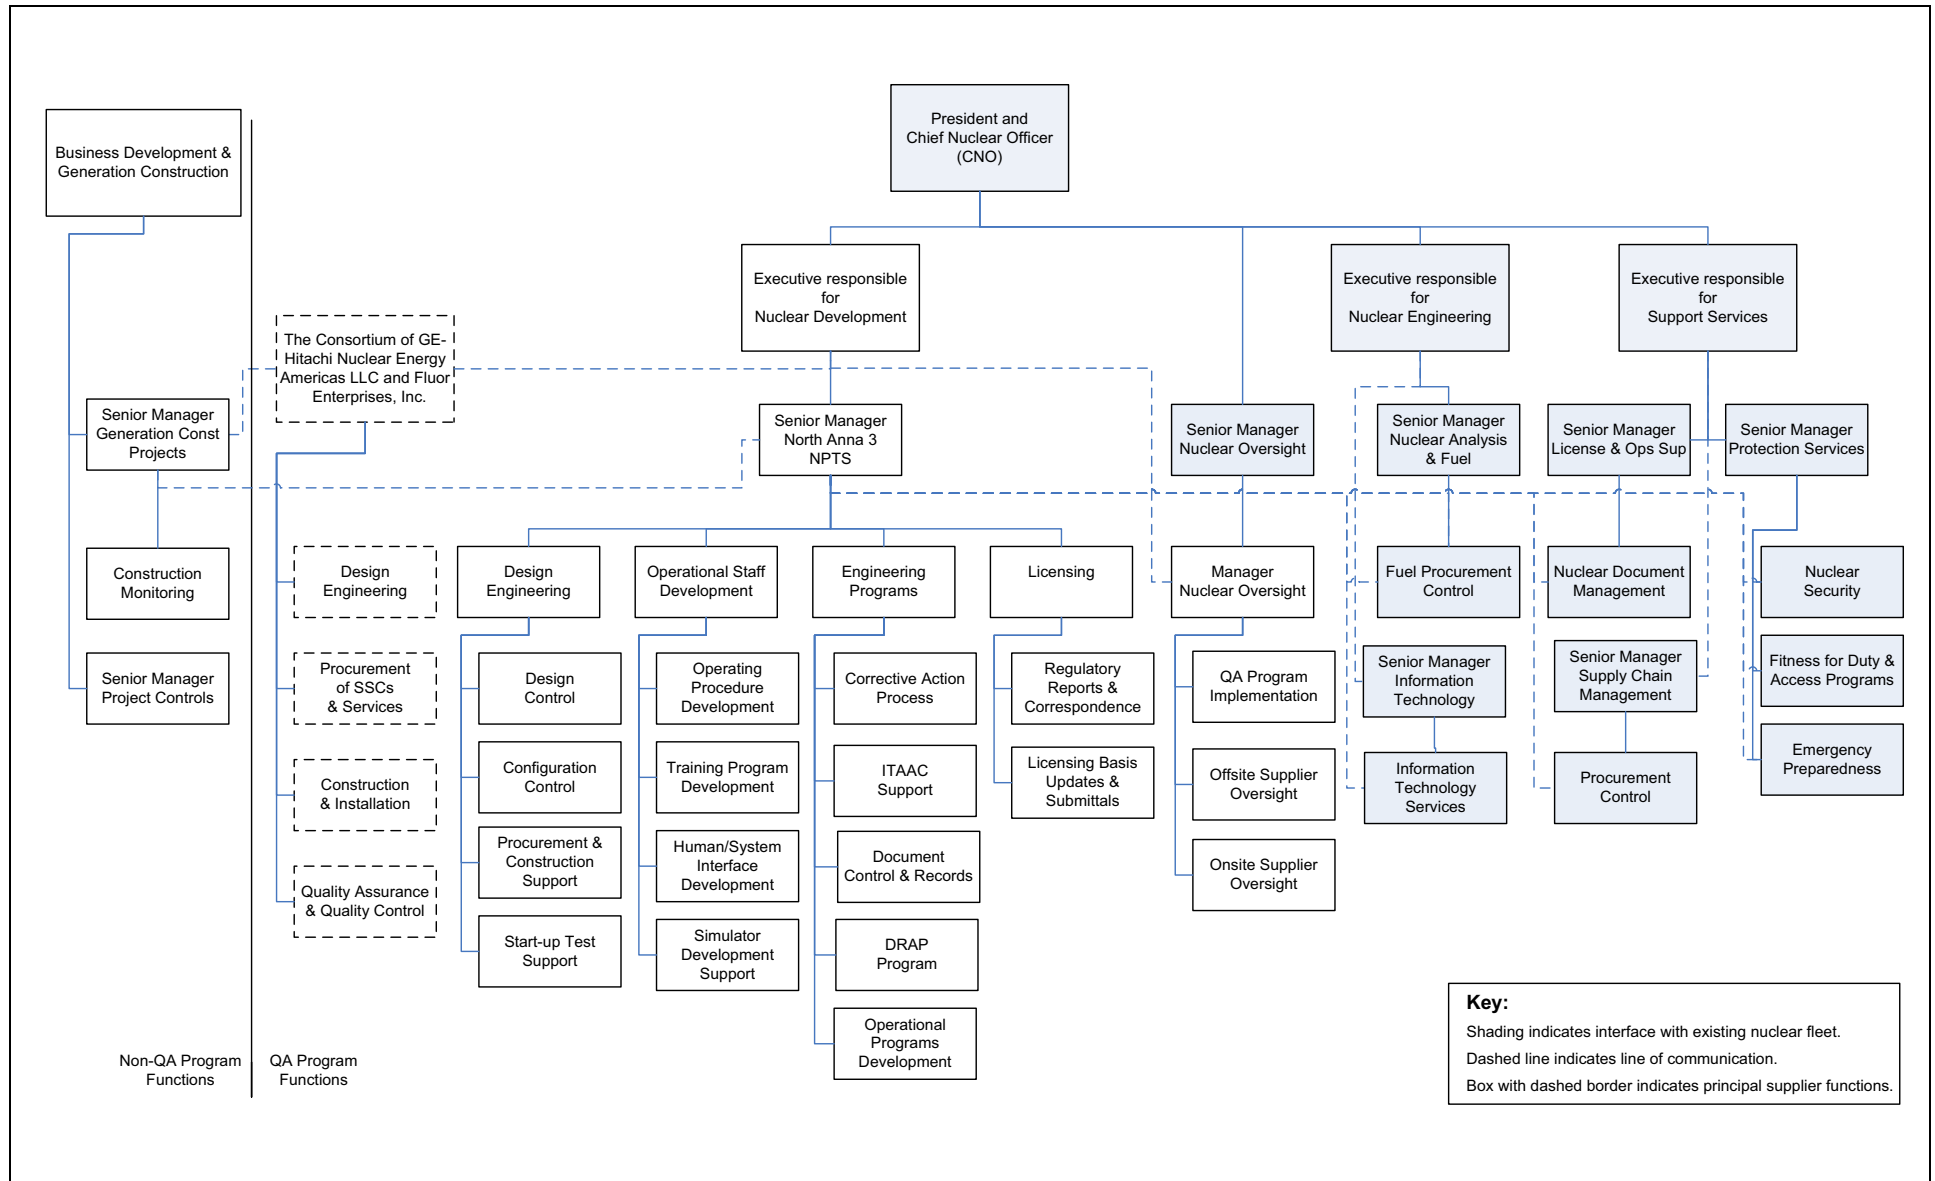 President and
Chief Nuclear Officer
(CNO)
Business Development &
Generation Construction
Executive responsible
for
Nuclear Development
Executive responsible
for
Nuclear Engineering
Executive responsible
for
Support Services
The Consortium of GE-
Hitachi Nuclear Energy
Americas LLC and Fluor
Enterprises, Inc.
Senior Manager
Generation Const
Projects
Senior Manager
North Anna 3
NPTS
Senior Manager
Nuclear Oversight
Senior Manager
Nuclear Analysis
& Fuel
Senior Manager
License & Ops Sup
Senior Manager
Protection Services
Construction
Monitoring
Design
Engineering
Design
Engineering
Operational Staff
Development
Engineering
Programs
Licensing
Manager
Nuclear Oversight
Fuel Procurement
Control
Nuclear Document
Management
Nuclear
Security
Senior Manager
Project Controls
Procurement
of SSCs
& Services
Design
Control
Operating
Procedure
Development
Corrective Action
Process
Regulatory
Reports &
Correspondence
QA Program
Implementation
Senior Manager
Information
Technology
Senior Manager
Supply Chain
Management
Fitness for Duty &
Access Programs
Construction
& Installation
Configuration
Control
Training Program
Development
ITAAC
Support
Licensing Basis
Updates &
Submittals
Offsite Supplier
Oversight
Information
Technology
Services
Procurement
Control
Emergency
Preparedness
Quality Assurance
& Quality Control
Procurement &
Construction
Support
Human/System
Interface
Development
Document
Control & Records
Onsite Supplier
Oversight
Start-up Test
Support
Simulator
Development
Support
DRAP
Program
Operational
Programs
Development
Non-QA Program
Functions
QA Program
Functions
Key:
Shading indicates interface with existing nuclear fleet.
Dashed line indicates line of communication.
Box with dashed border indicates principal supplier functions.